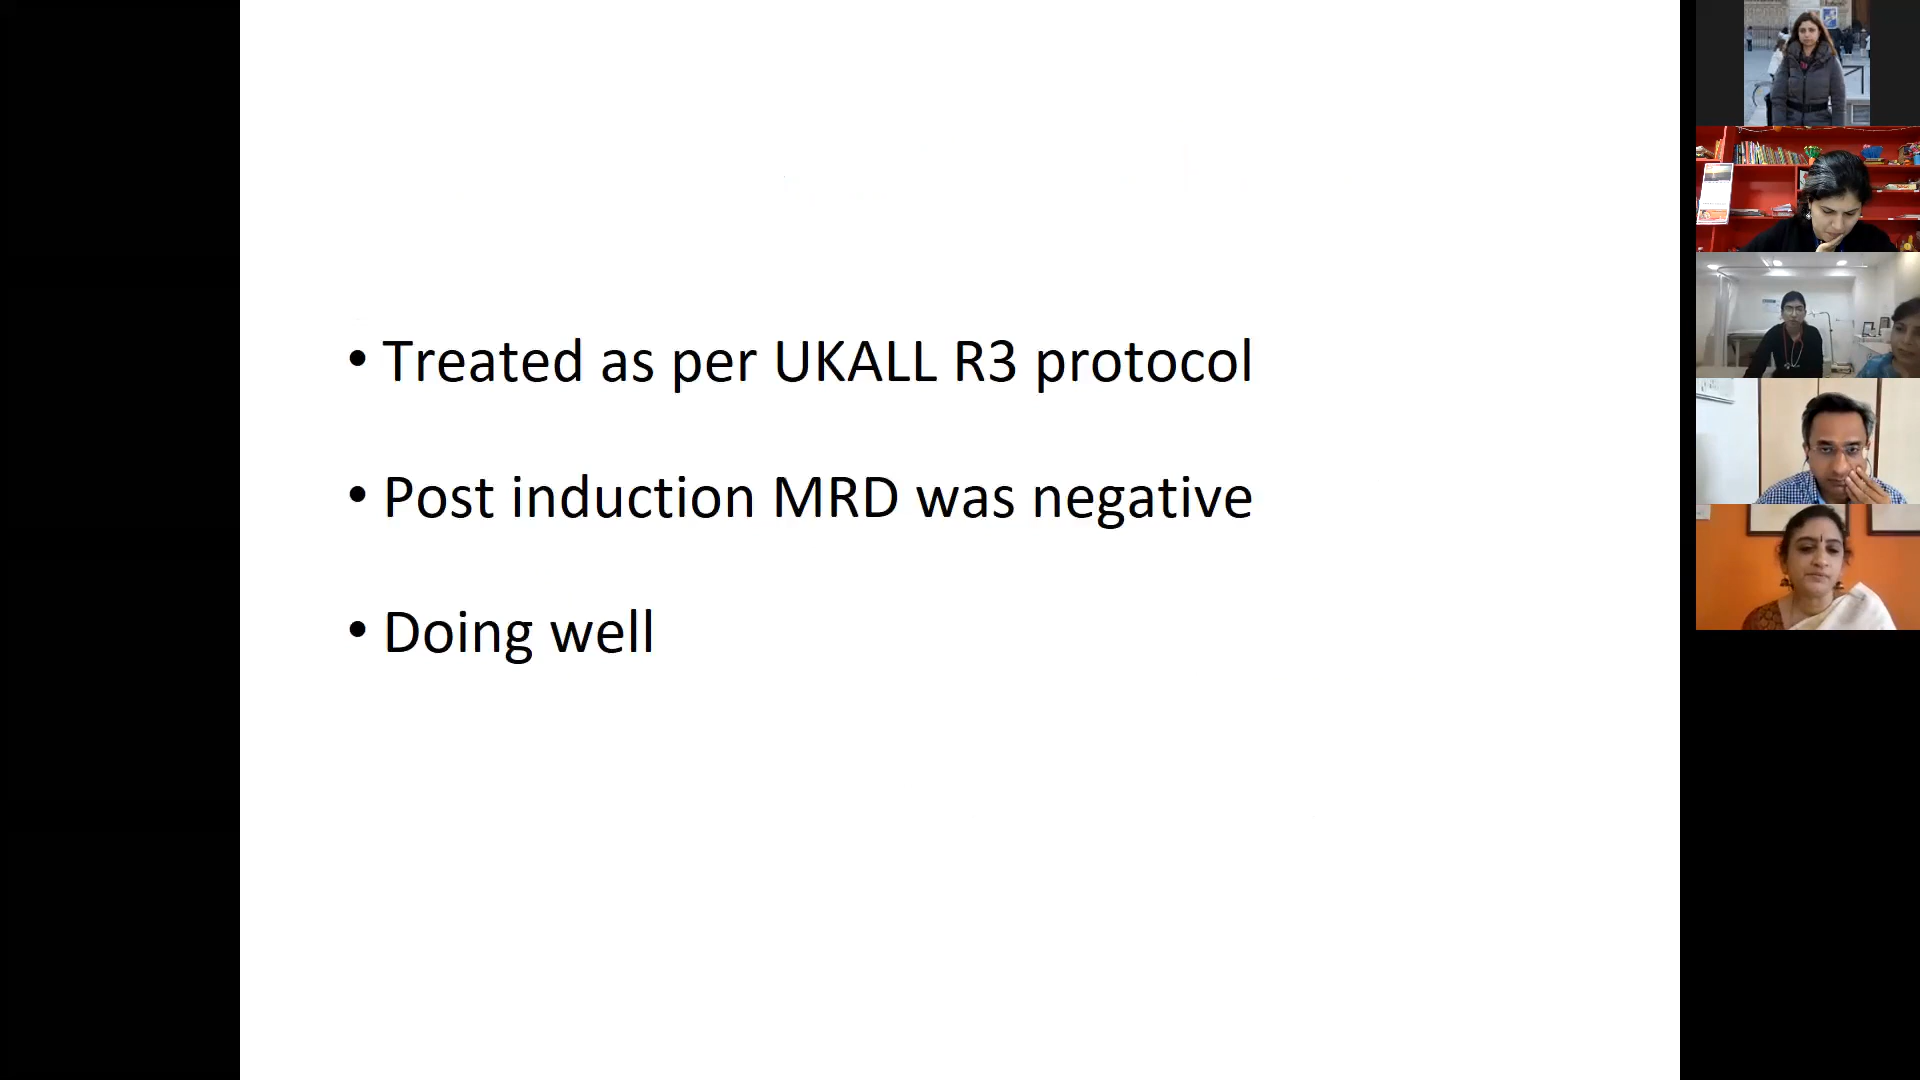 • Treated as per UKALL R3 protocol
• Post induction MRD was negative
• Doing well